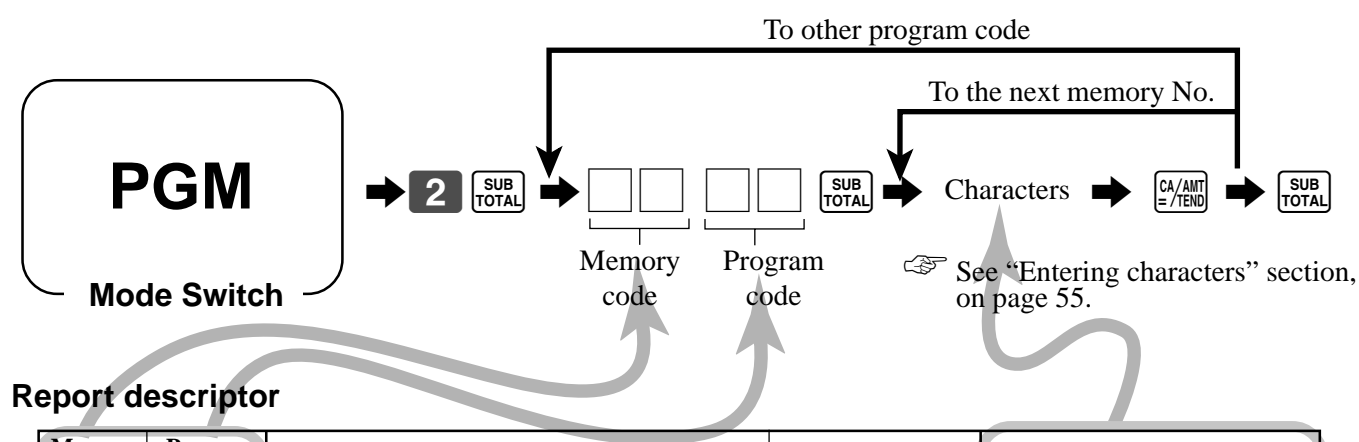 To other program code
To the next memory No.
PGM
2
SUB
TOTAL
SUB
TOTAL
Characters
CA/AMT
= /TEND
SUB
TOTAL
Memory
code
Program
code
Mode Switch
☞ See “Entering characters” section,
on page 55.
Report descriptor